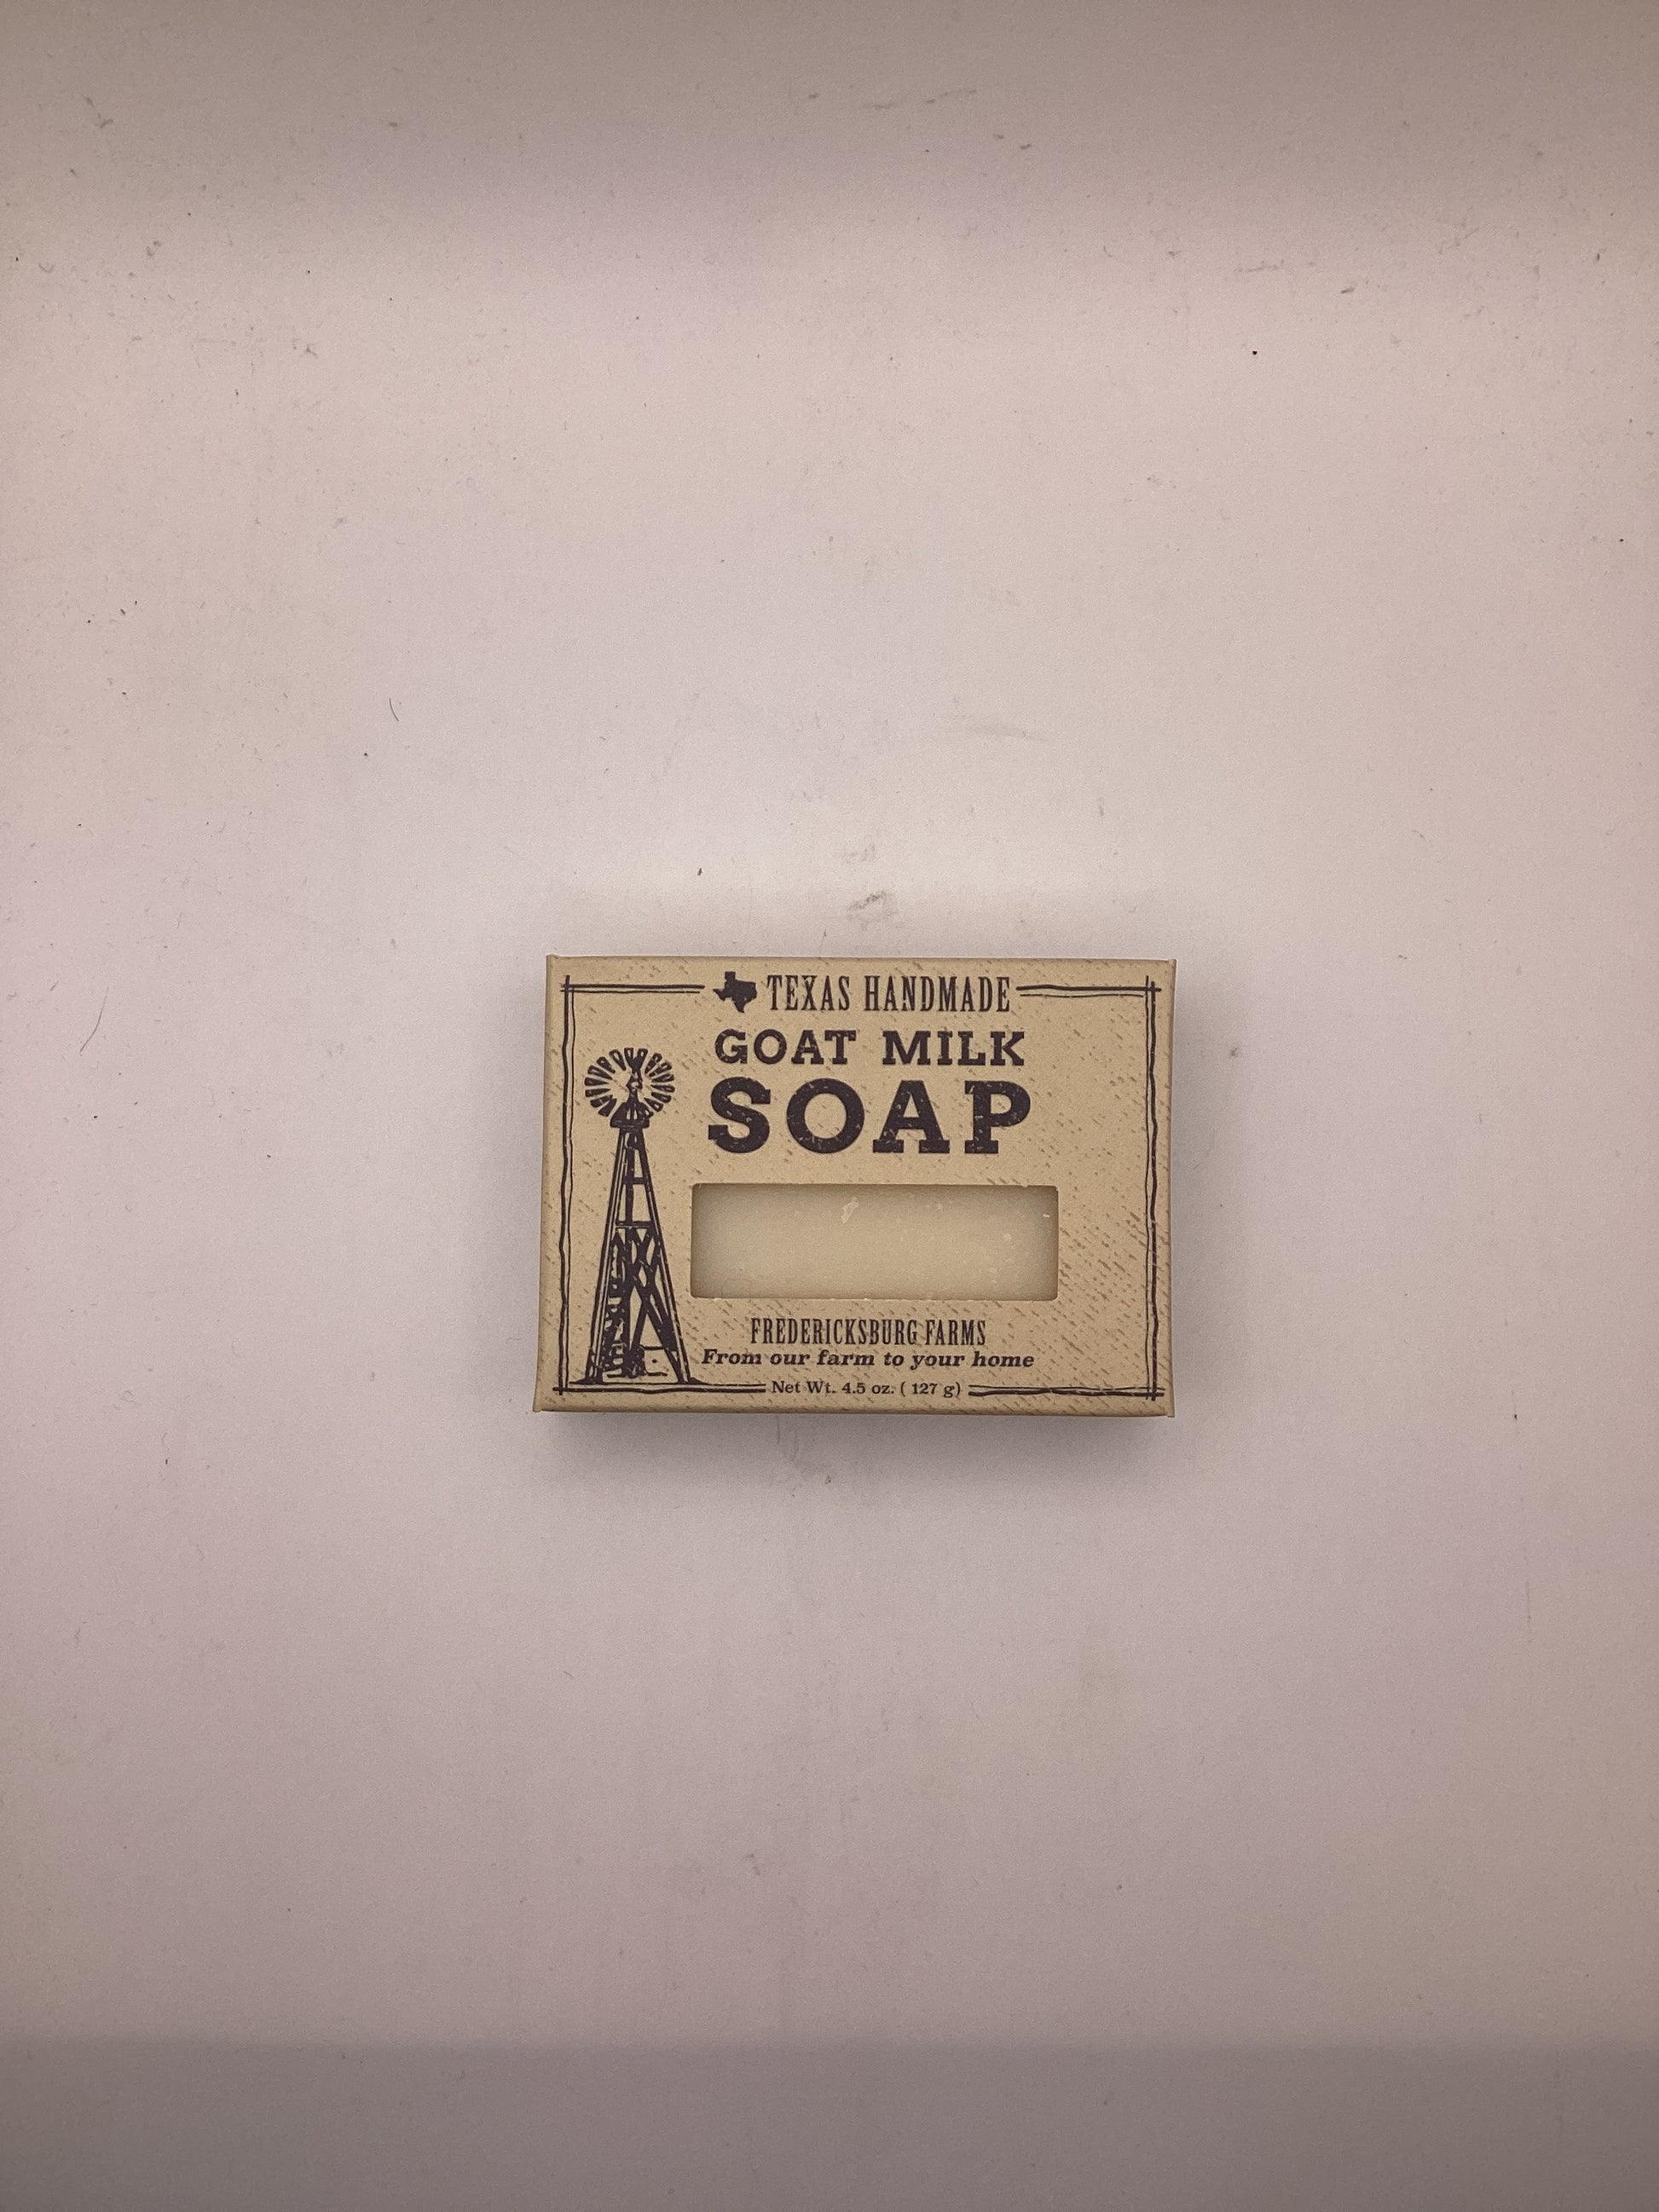 TEXAS HANDMADE
GOAT MILK
SOAP
FREDERICKSBURG FARMS
From our farm to your home
Net Wt. 4.5 oz. ( 127 g)